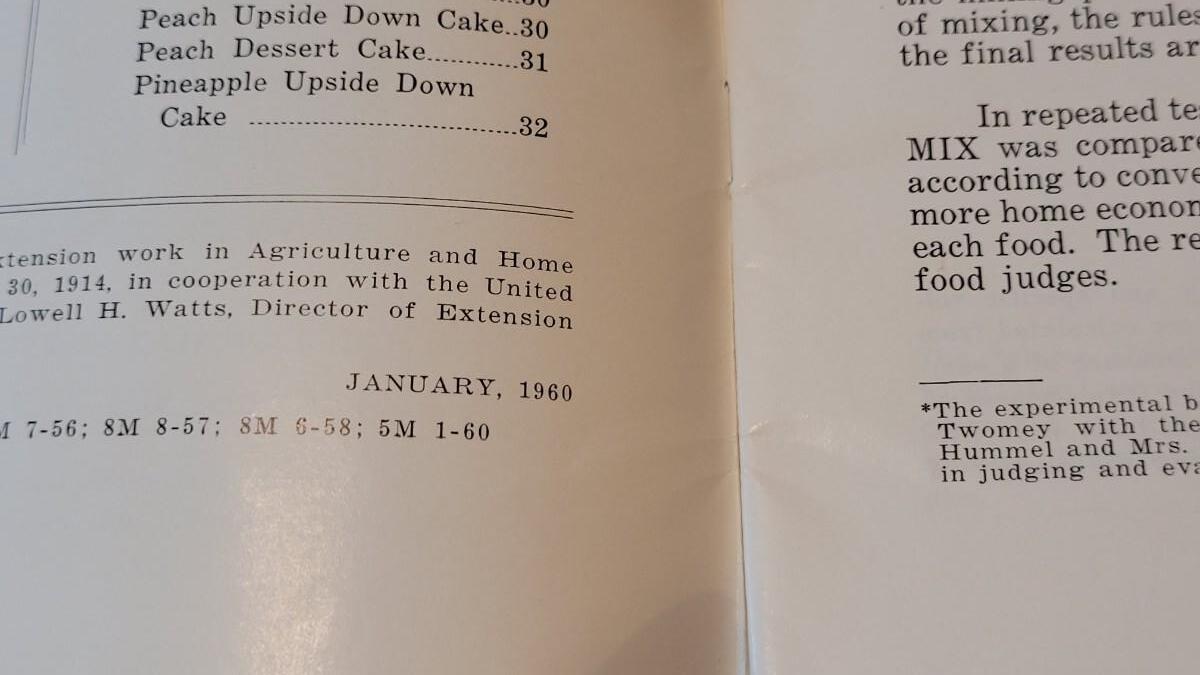 Peach Upside Down Cake..30
Peach Dessert Cake............31
Pineapple Upside Down
Cake ..................................32
Extension work in Agriculture and Home
30, 1914, in cooperation with the United
Lowell H. Watts, Director of Extension
JANUARY, 1960
M 7-56; 8M 8-57; 8M 6-58; 5M 1-60
of mixing, the rules
the final results ar
In repeated te
MIX was compare
according to conve
more home econom
each food. The re
food judges.
*The experimental b
Twomey with the
Hummel and Mrs.
in judging and eva